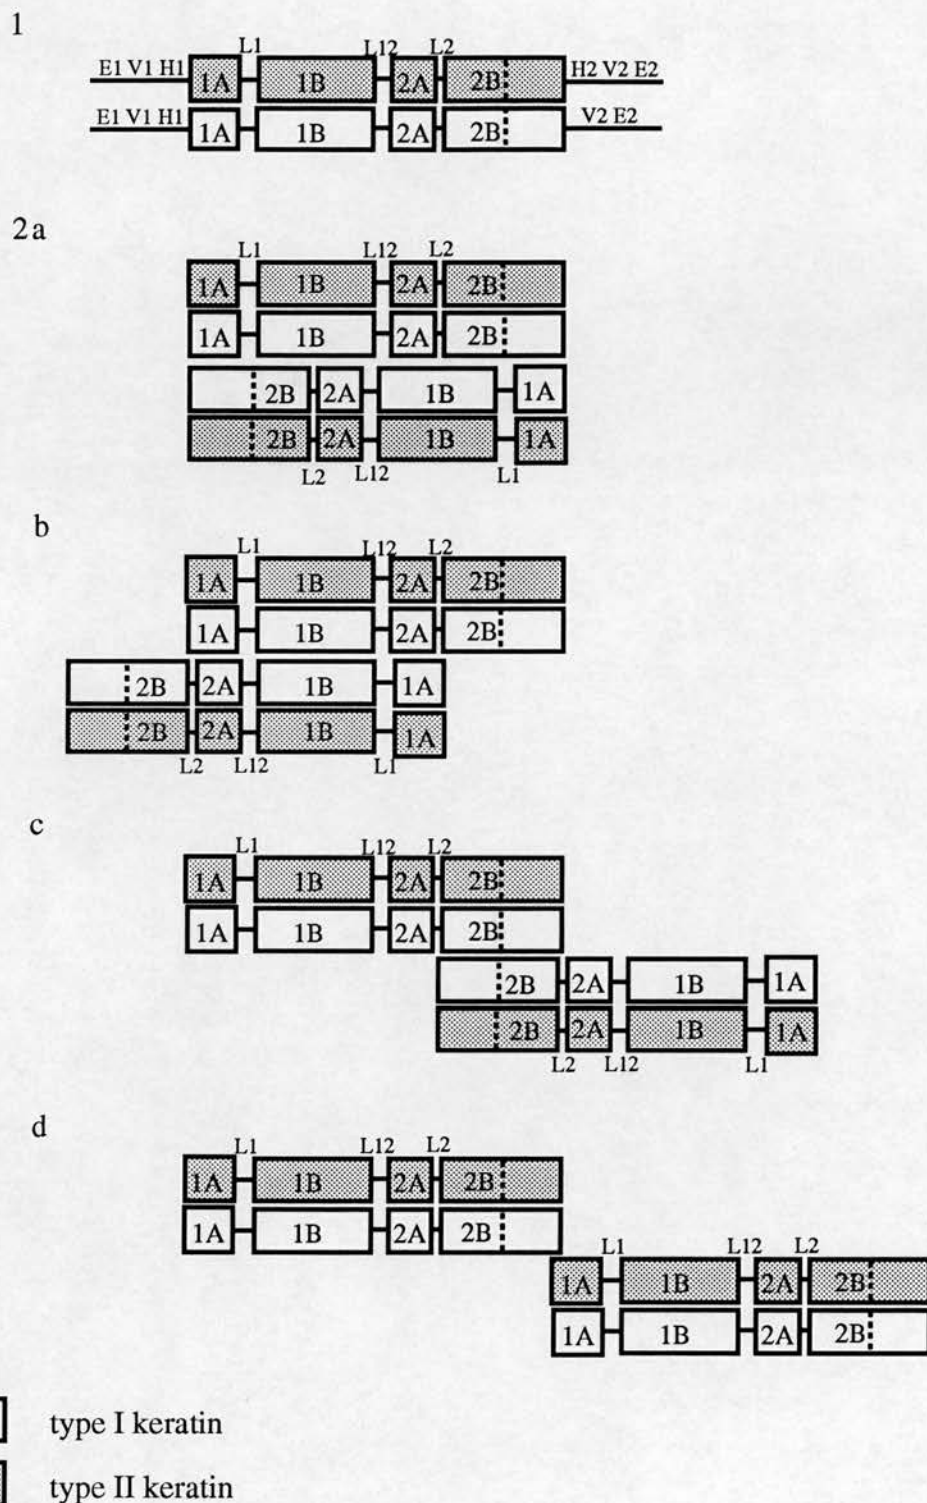 1
L1 L12 L2
E1 V1 H1 1A 1B 2A 2B H2 V2 E2
E1 V1 H1 1A 1B 2A 2B V2 E2
2a
L1 L12 L2
1A 1B 2A 2B
1A 1B 2A 2B
2B 2A 1B 1A
2B 2A 1B 1A
L2 L12 L1
b
L1 L12 L2
1A 1B 2A 2B
1A 1B 2A 2B
2B 2A 1B 1A
2B 2A 1B 1A
L2 L12 L1
c
L1 L12 L2
1A 1B 2A 2B
1A 1B 2A 2B
2B 2A 1B 1A
2B 2A 1B 1A
L2 L12 L1
d
L1 L12 L2
1A 1B 2A 2B
1A 1B 2A 2B
L1 L12 L2
1A 1B 2A 2B
1A 1B 2A 2B
type I keratin
type II keratin